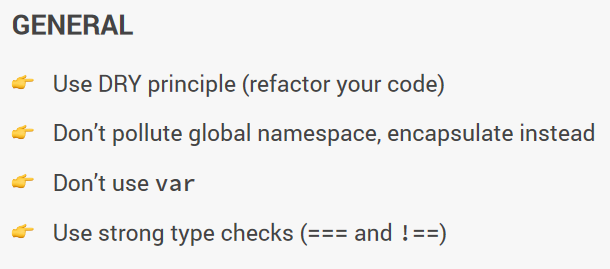 GENERAL
👉 Use DRY principle (refactor your code)
👉 Don’t pollute global namespace, encapsulate instead
👉 Don’t use var
👉 Use strong type checks (=== and !==)